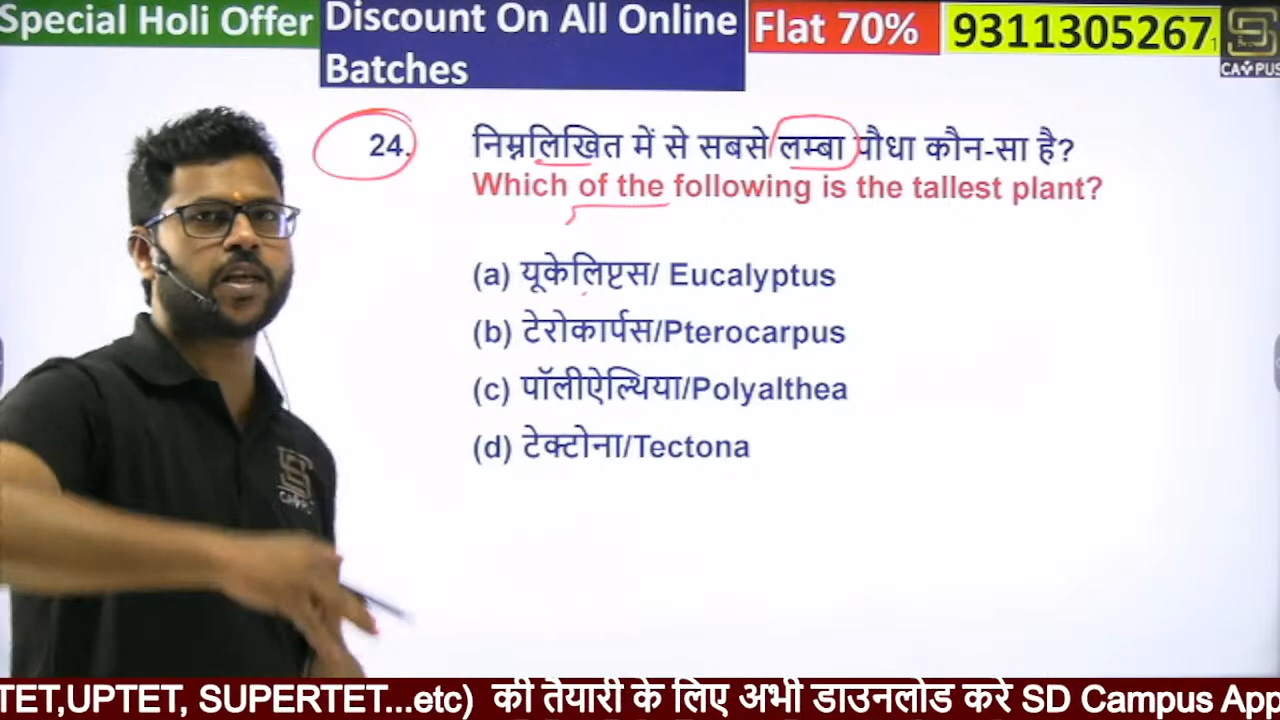 Special Holi Offer
Discount On All Online
Batches
Flat 70%
9311305267
CAMPUS
24.
निम्नलिखित में से सबसे लम्बा पौधा कौन-सा है?
Which of the following is the tallest plant?
(a) यूकेलिप्टस/ Eucalyptus
(b) टेरोकार्पस/Pterocarpus
(c) पॉलीऐल्थिया/Polyalthea
(d) टेक्टोना/Tectona
TET,UPTET, SUPERTET...etc) की तैयारी के लिए अभी डाउनलोड करे SD Campus App